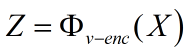 Z = Φ_{v−enc}(X)